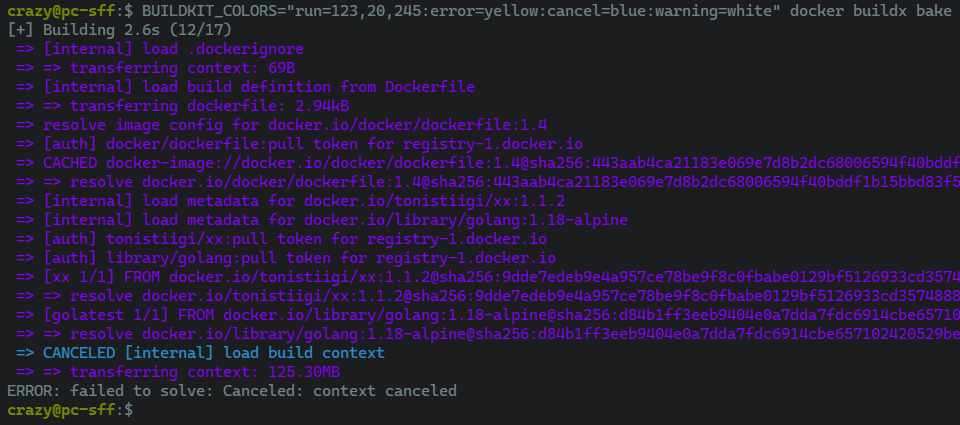 crazy@pc-sff:$ BUILDKIT_COLORS="run=123,20,245:error=yellow:cancel=blue:warning=white" docker buildx bake
[+] Building 2.6s (12/17)
=> [internal] load .dockerignore
=> => transferring context: 69B
=> [internal] load build definition from Dockerfile
=> => transferring dockerfile: 2.94kB
=> resolve image config for docker.io/docker/dockerfile:1.4
=> [auth] docker/dockerfile:pull token for registry-1.docker.io
=> CACHED docker-image://docker.io/docker/dockerfile:1.4@sha256:443aab4ca21183e069e7d8b2dc68006594f40bddf
=> => resolve docker.io/docker/dockerfile:1.4@sha256:443aab4ca21183e069e7d8b2dc68006594f40bddf1b15bbd83f5
=> [internal] load metadata for docker.io/tonistiigi/xx:1.1.2
=> [internal] load metadata for docker.io/library/golang:1.18-alpine
=> [auth] tonistiigi/xx:pull token for registry-1.docker.io
=> [auth] library/golang:pull token for registry-1.docker.io
=> [xx 1/1] FROM docker.io/tonistiigi/xx:1.1.2@sha256:9dde7edeb9e4a957ce78be9f8c0fbabe0129bf5126933cd3574
=> => resolve docker.io/tonistiigi/xx:1.1.2@sha256:9dde7edeb9e4a957ce78be9f8c0fbabe0129bf5126933cd3574888
=> [golatest 1/1] FROM docker.io/library/golang:1.18-alpine@sha256:d84b1ff3eeb9404e0a7dda7fdc6914cbe65710
=> => resolve docker.io/library/golang:1.18-alpine@sha256:d84b1ff3eeb9404e0a7dda7fdc6914cbe657102420529be
=> CANCELED [internal] load build context
=> => transferring context: 125.30MB
ERROR: failed to solve: Canceled: context canceled
crazy@pc-sff:$